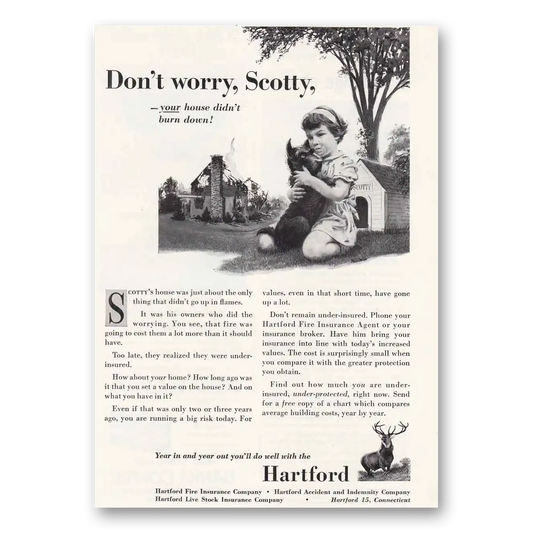 Don't worry, Scotty,
— your house didn't
burn down!
SCOTTY
SCOTTY'S house was just about the only
thing that didn't go up in flames.
It was his owners who did the
worrying. You see, that fire was
going to cost them a lot more than it should
have.
Too late, they realized they were under-
insured.
How about your home? How long ago was
it that you set a value on the house? And on
what you have in it?
Even if that was only two or three years
ago, you are running a big risk today. For
values, even in that short time, have gone
up a lot.
Don't remain under-insured. Phone your
Hartford Fire Insurance Agent or your
insurance broker. Have him bring your
insurance into line with today's increased
values. The cost is surprisingly small when
you compare it with the greater protection
you obtain.
Find out how much you are under-
insured, under-protected, right now. Send
for a free copy of a chart which compares
average building costs, year by year.
Year in and year out you'll do well with the
Hartford
Hartford Fire Insurance Company • Hartford Accident and Indemnity Company
Hartford Live Stock Insurance Company • Hartford 15, Connecticut